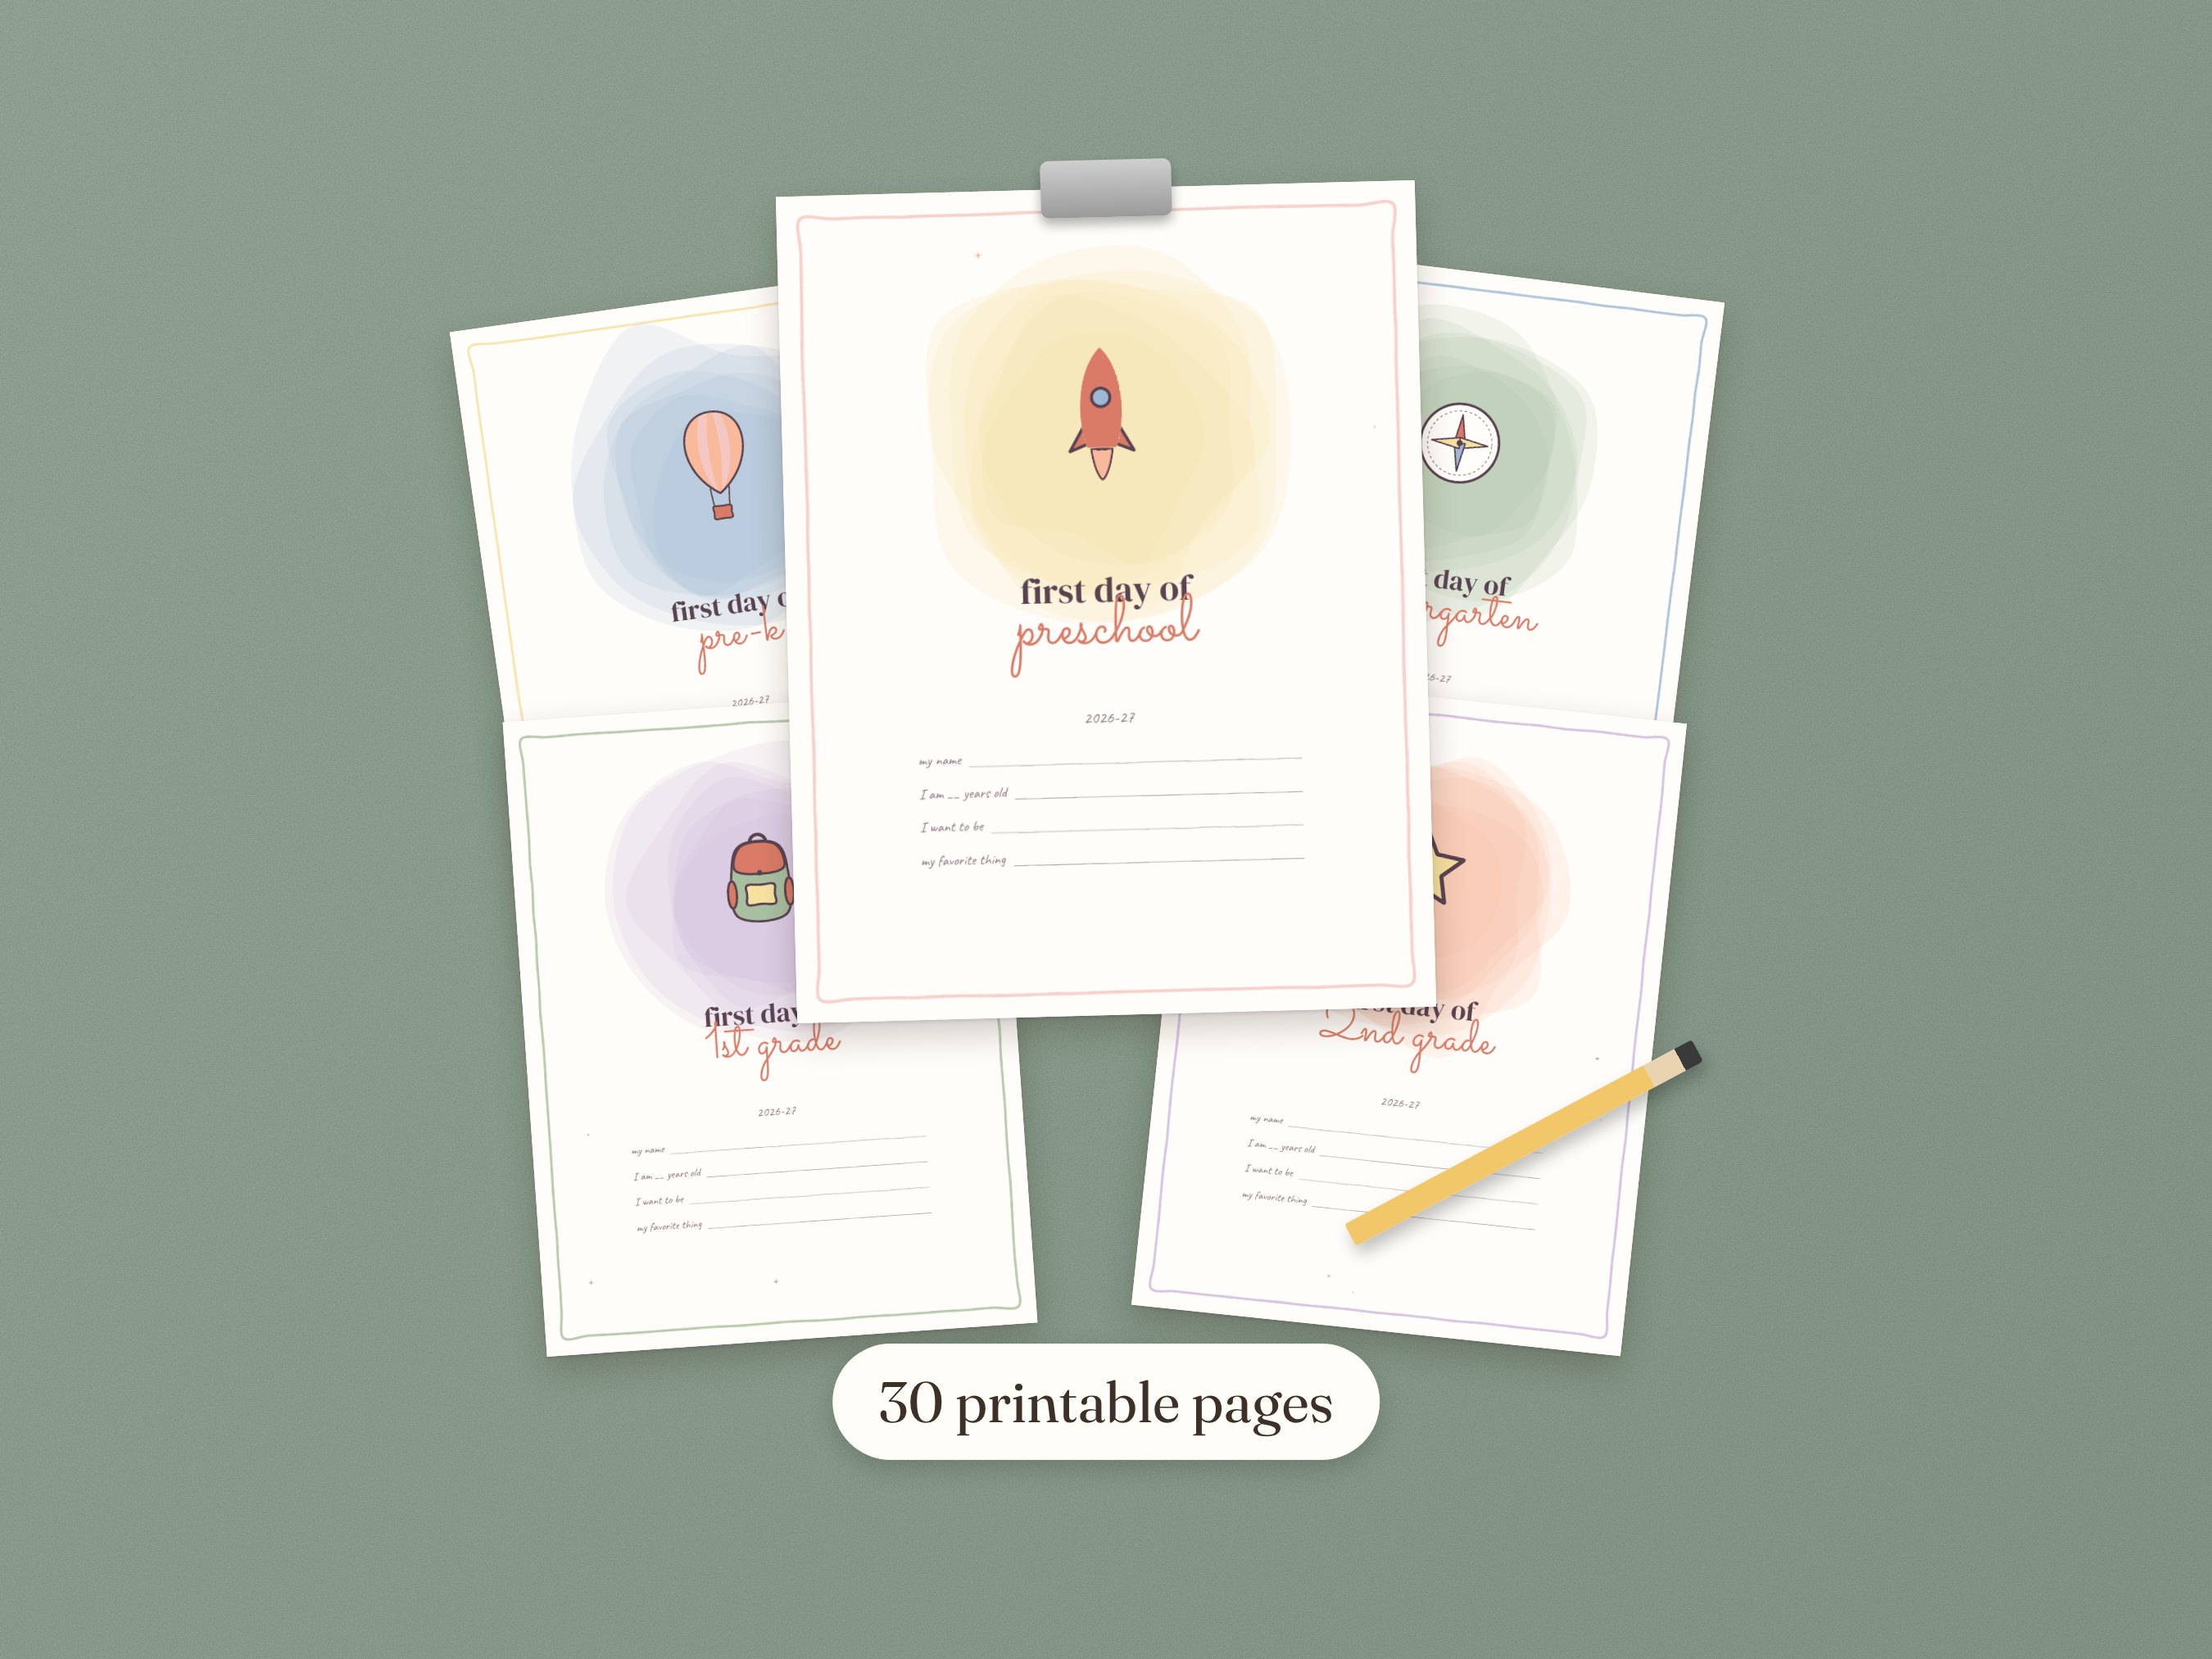 first day of
preschool
2026-27
my name
I am __ years old
I want to be
my favorite thing
first day
pre-k
2026-27
day of
first day
1st grade
2026-27
my name
I am __ years old
I want to be
my favorite thing
day of
2nd grade
2026-27
my name
I am __ years old
I want to be
my favorite thing
30 printable pages